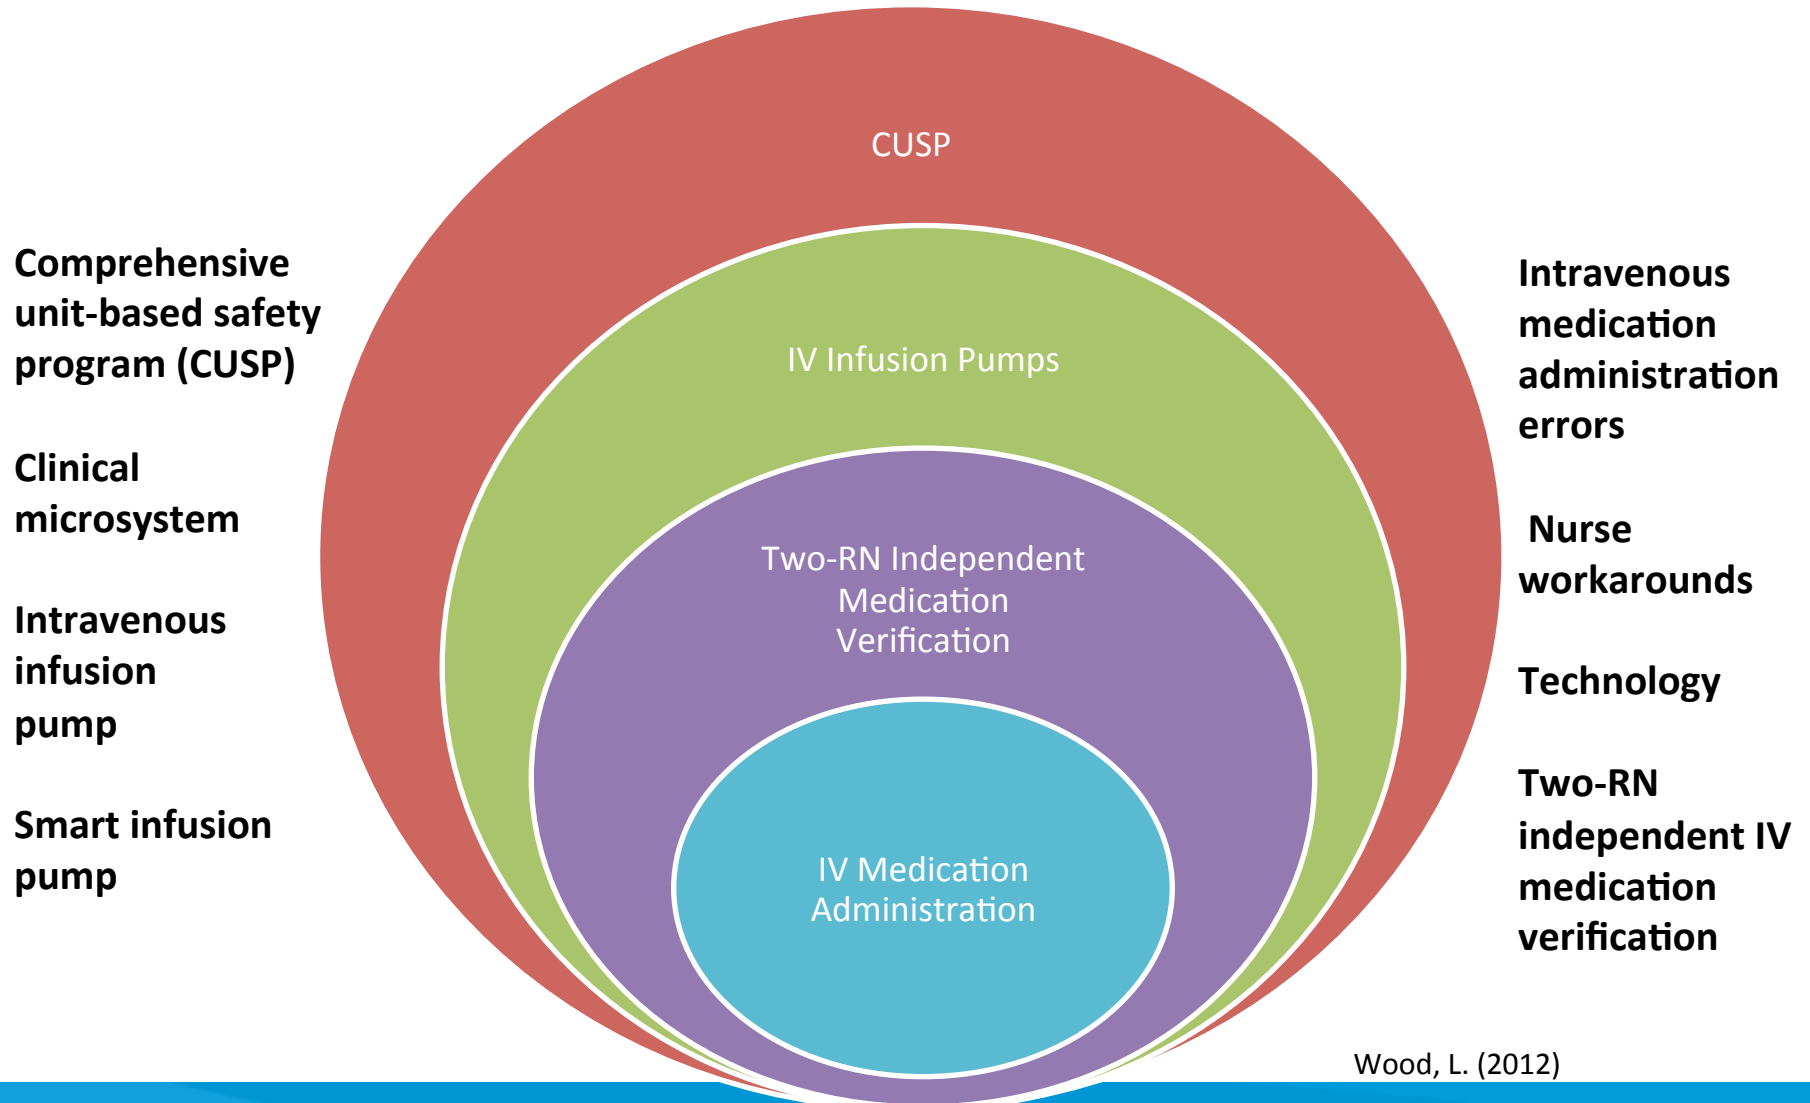 CUSP
IV Infusion Pumps
Two-RN Independent
Medication
Verification
IV Medication
Administration
Comprehensive
unit-based safety
program (CUSP)
Clinical
microsystem
Intravenous
infusion
pump
Smart infusion
pump
Intravenous
medication
administration
errors
Nurse
workarounds
Technology
Two-RN
independent IV
medication
verification
Wood, L. (2012)